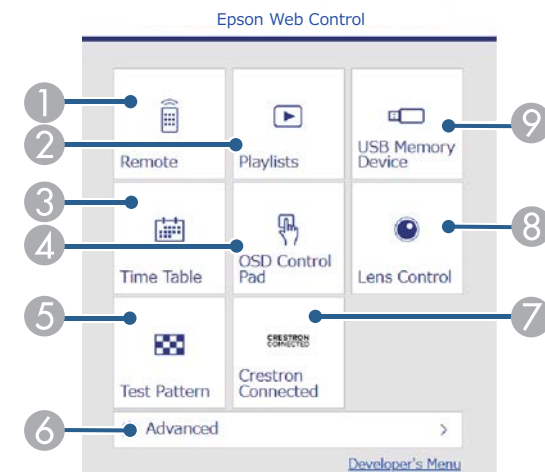 Epson Web Control
1
2
3
4
5
6
7
8
9
Remote
Playlists
USB Memory
Device
Time Table
OSD Control
Pad
Lens Control
CRESTRON
CONNECTED
Test Pattern
Crestron
Connected
Advanced >
Developer's Menu